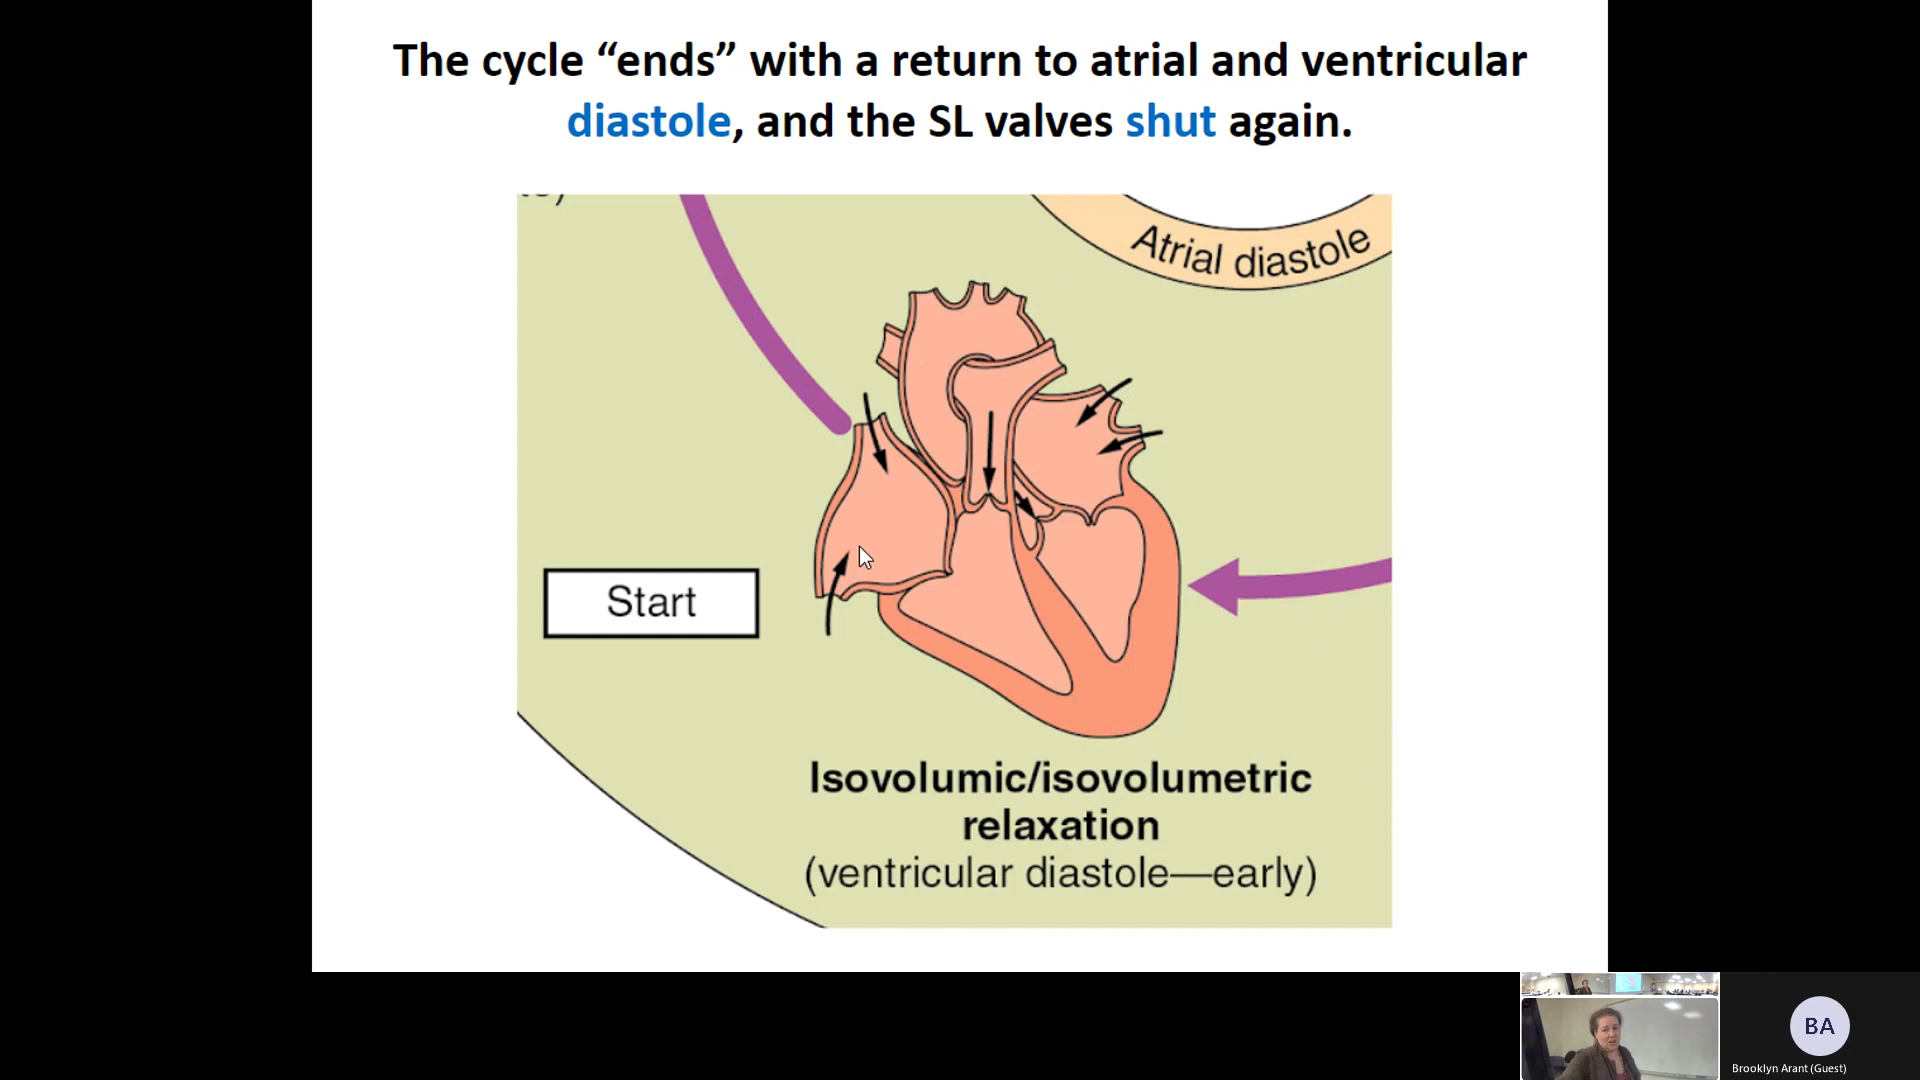 The cycle “ends” with a return to atrial and ventricular
diastole, and the SL valves shut again.
Atrial diastole
Start
Isovolumic/isovolumetric
relaxation
(ventricular diastole—early)
BA
Brooklyn Arant (Guest)